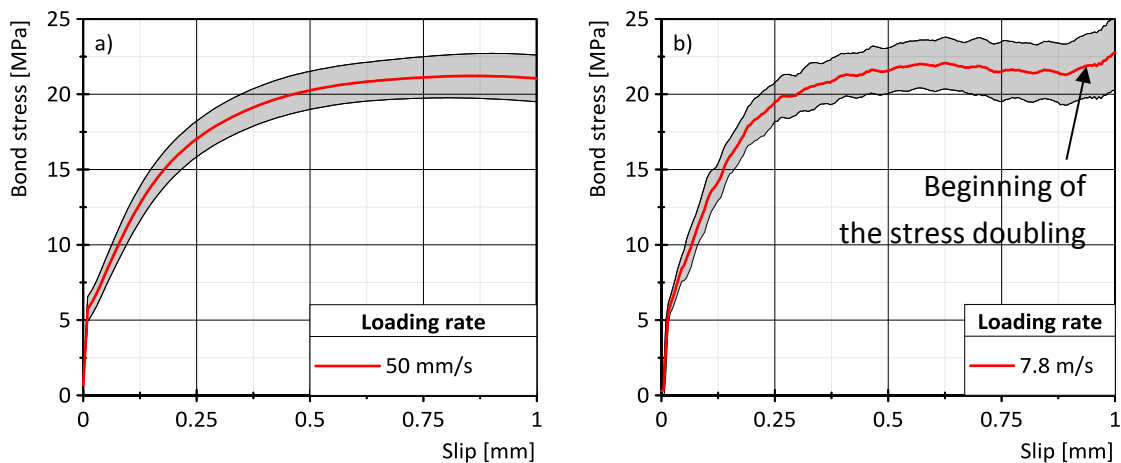 Bond stress [MPa]
a)
25
20
15
10
5
0
0 0.25 0.5 0.75 1
Slip [mm]
Loading rate
50 mm/s
Bond stress [MPa]
b)
25
20
15
10
5
0
0 0.25 0.5 0.75 1
Slip [mm]
Beginning of
the stress doubling
Loading rate
7.8 m/s